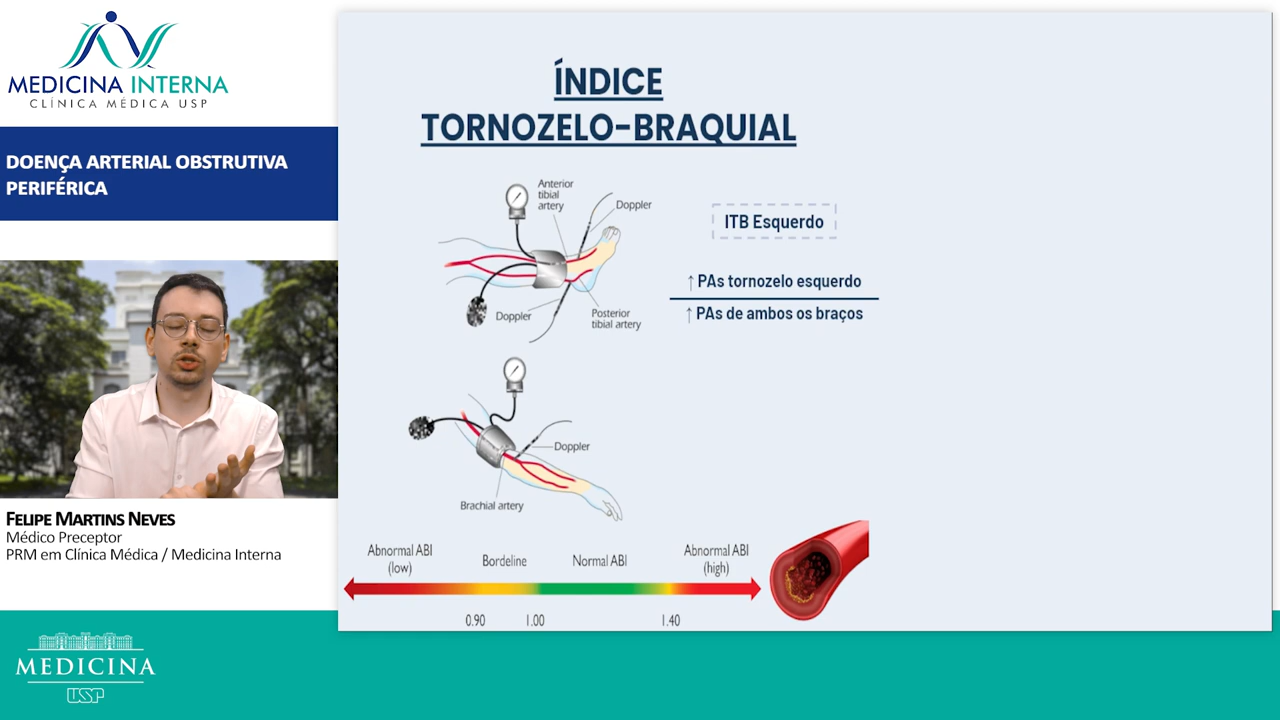 MEDICINA INTERNA
CLÍNICA MÉDICA USP
DOENÇA ARTERIAL OBSTRUTIVA
PERIFÉRICA
FELIPE MARTINS NEVES
Médico Preceptor
PRM em Clínica Médica / Medicina Interna
MEDICINA
USP
ÍNDICE
TORNOZELO-BRAQUIAL
Anterior
tibial
artery
Doppler
Doppler
Posterior
tibial artery
ITB Esquerdo
↑ PAs tornozelo esquerdo
↑ PAs de ambos os braços
Doppler
Brachial artery
Abnormal ABI
(low)
Bordeline
Normal ABI
Abnormal ABI
(high)
0.90
1.00
1.40